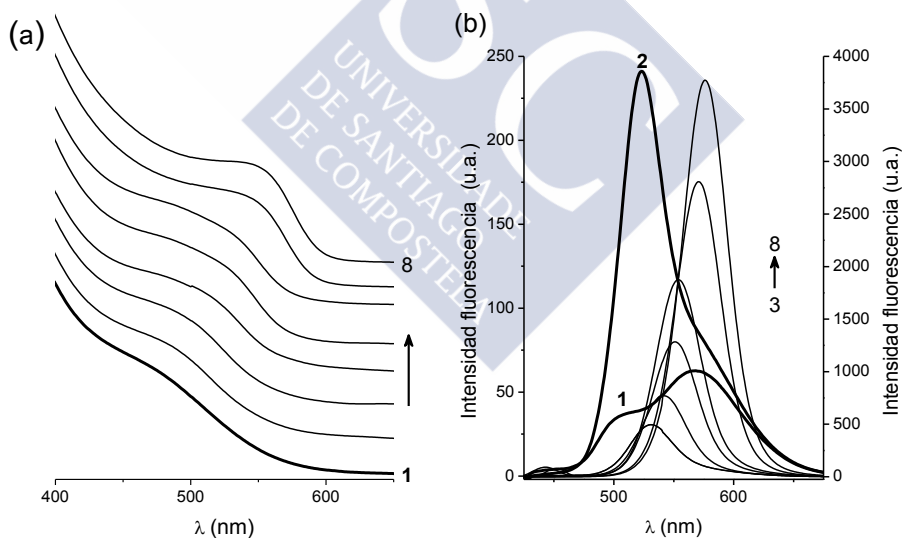 (a)
8
1
400
500
600
λ (nm)
(b)
250
200
150
100
50
0
Intensidad fluorescencia (u.a.)
2
1
8
3
4000
3500
3000
2500
2000
1500
1000
500
0
Intensidad fluorescencia (u.a.)
500
600
λ (nm)
SC
UNIVERSIDADE
DE SANTIAGO
DE COMPOSTELA